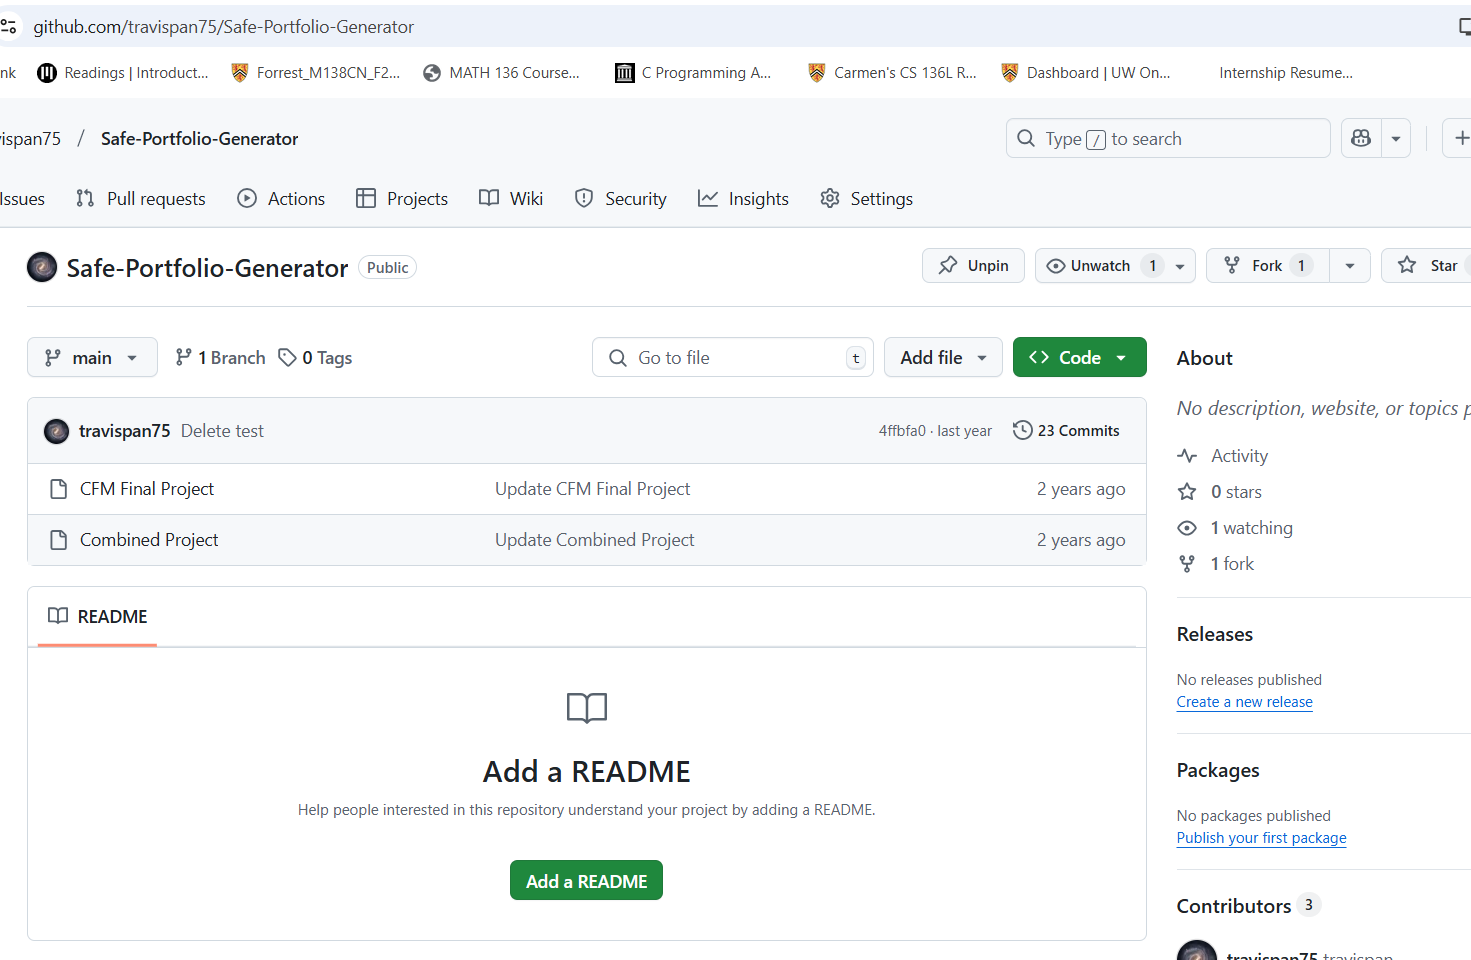 github.com/travispan75/Safe-Portfolio-Generator
nk Readings | Introduct... Forrest_M138CN_F2... MATH 136 Course... C Programming A... Carmen's CS 136L R... Dashboard | UW On... Internship Resume...
vispan75 / Safe-Portfolio-Generator Type / to search
Issues Pull requests Actions Projects Wiki Security Insights Settings
Safe-Portfolio-Generator Public Unpin Unwatch 1 Fork 1 Star
main 1 Branch 0 Tags Go to file t Add file Code
travispan75 Delete test 4ffbfa0 · last year 23 Commits
CFM Final Project Update CFM Final Project 2 years ago
Combined Project Update Combined Project 2 years ago
README
Add a README
Help people interested in this repository understand your project by adding a README.
Add a README
About
No description, website, or topics p
Activity
0 stars
1 watching
1 fork
Releases
No releases published
Create a new release
Packages
No packages published
Publish your first package
Contributors 3
travispan75 travispan